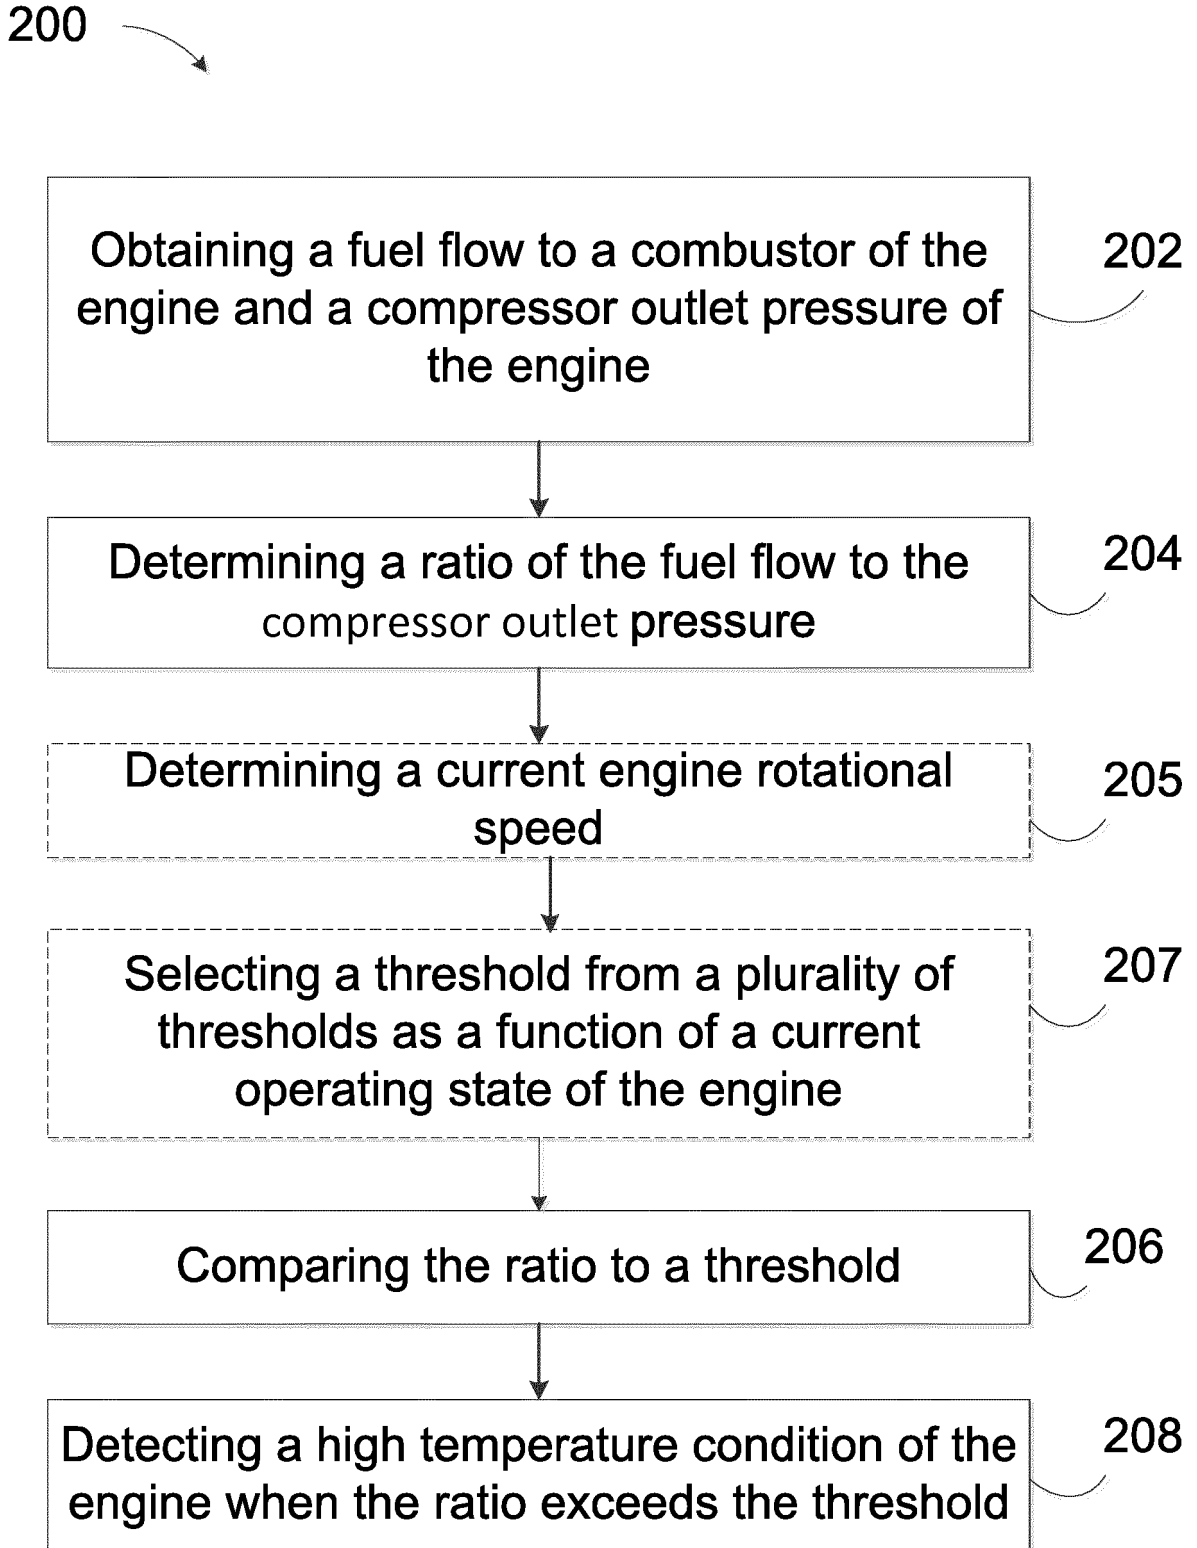 200
Obtaining a fuel flow to a combustor of the
engine and a compressor outlet pressure of
the engine
202
Determining a ratio of the fuel flow to the
compressor outlet pressure
204
Determining a current engine rotational
speed
205
Selecting a threshold from a plurality of
thresholds as a function of a current
operating state of the engine
207
Comparing the ratio to a threshold
206
Detecting a high temperature condition of the
engine when the ratio exceeds the threshold
208